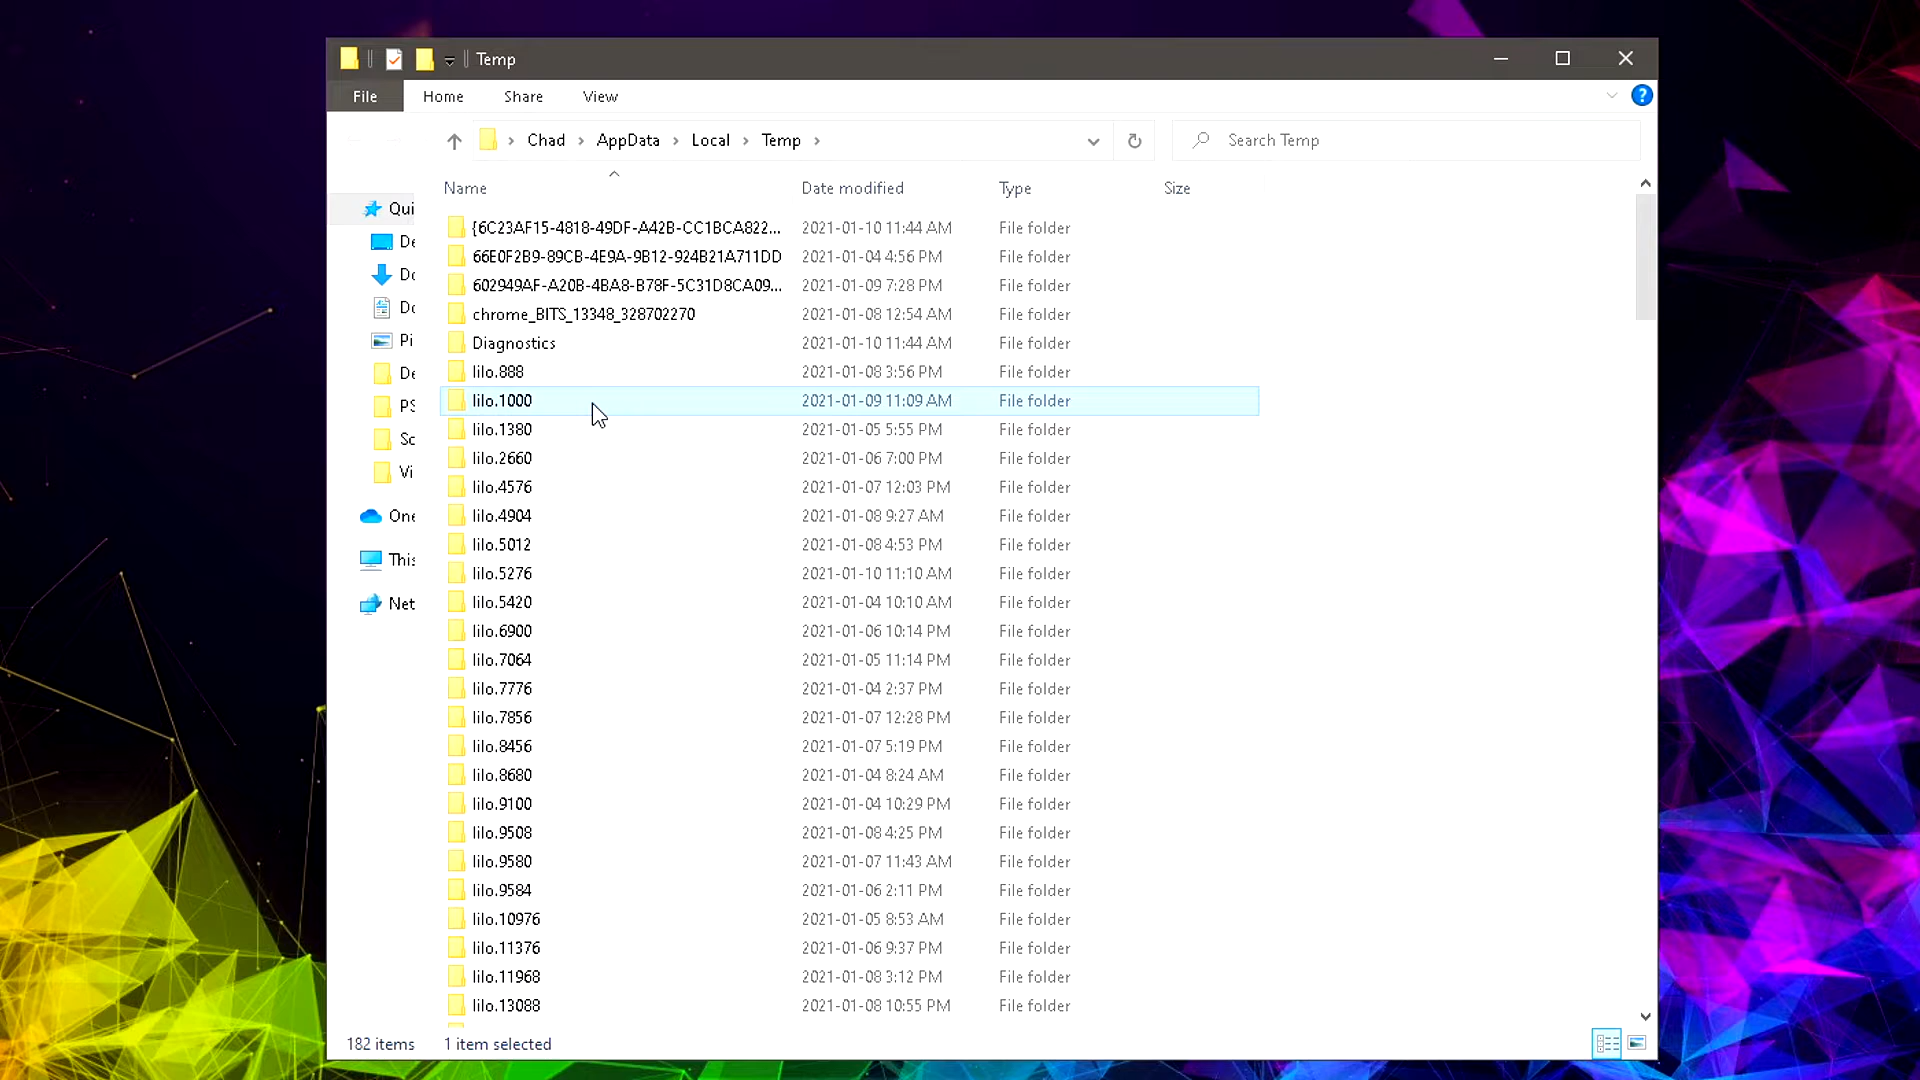 Temp
File Home Share View
Chad AppData Local Temp
Search Temp
Name Date modified Type Size
Qui
De
Do
Do
Pi
De
PS
Sc
Vi
One
This
Net
{6C23AF15-4818-49DF-A42B-CC1BCA822... 2021-01-10 11:44 AM File folder
66E0F2B9-89CB-4E9A-9B12-924B21A711DD 2021-01-04 4:56 PM File folder
602949AF-A20B-4BA8-B78F-5C31D8CA09... 2021-01-09 7:28 PM File folder
chrome_BITS_13348_328702270 2021-01-08 12:54 AM File folder
Diagnostics 2021-01-10 11:44 AM File folder
lilo.888 2021-01-08 3:56 PM File folder
lilo.1000 2021-01-09 11:09 AM File folder
lilo.1380 2021-01-05 5:55 PM File folder
lilo.2660 2021-01-06 7:00 PM File folder
lilo.4576 2021-01-07 12:03 PM File folder
lilo.4904 2021-01-08 9:27 AM File folder
lilo.5012 2021-01-08 4:53 PM File folder
lilo.5276 2021-01-10 11:10 AM File folder
lilo.5420 2021-01-04 10:10 AM File folder
lilo.6900 2021-01-06 10:14 PM File folder
lilo.7064 2021-01-05 11:14 PM File folder
lilo.7776 2021-01-04 2:37 PM File folder
lilo.7856 2021-01-07 12:28 PM File folder
lilo.8456 2021-01-07 5:19 PM File folder
lilo.8680 2021-01-04 8:24 AM File folder
lilo.9100 2021-01-04 10:29 PM File folder
lilo.9508 2021-01-08 4:25 PM File folder
lilo.9580 2021-01-07 11:43 AM File folder
lilo.9584 2021-01-06 2:11 PM File folder
lilo.10976 2021-01-05 8:53 AM File folder
lilo.11376 2021-01-06 9:37 PM File folder
lilo.11968 2021-01-08 3:12 PM File folder
lilo.13088 2021-01-08 10:55 PM File folder
182 items 1 item selected